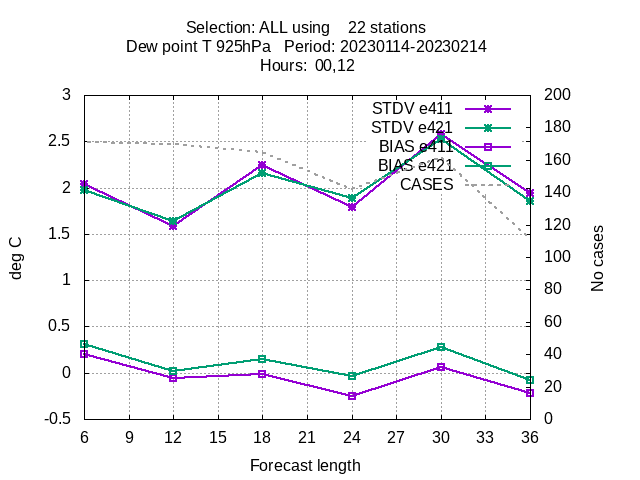 Selection: ALL using 22 stations
Dew point T 925hPa Period: 20230114-20230214
Hours: 00,12
3
2.5
2
1.5
1
0.5
0
-0.5
deg C
200
180
160
140
120
100
80
60
40
20
0
No cases
STDV e411
STDV e421
BIAS e411
BIAS e421
CASES
6 9 12 15 18 21 24 27 30 33 36
Forecast length